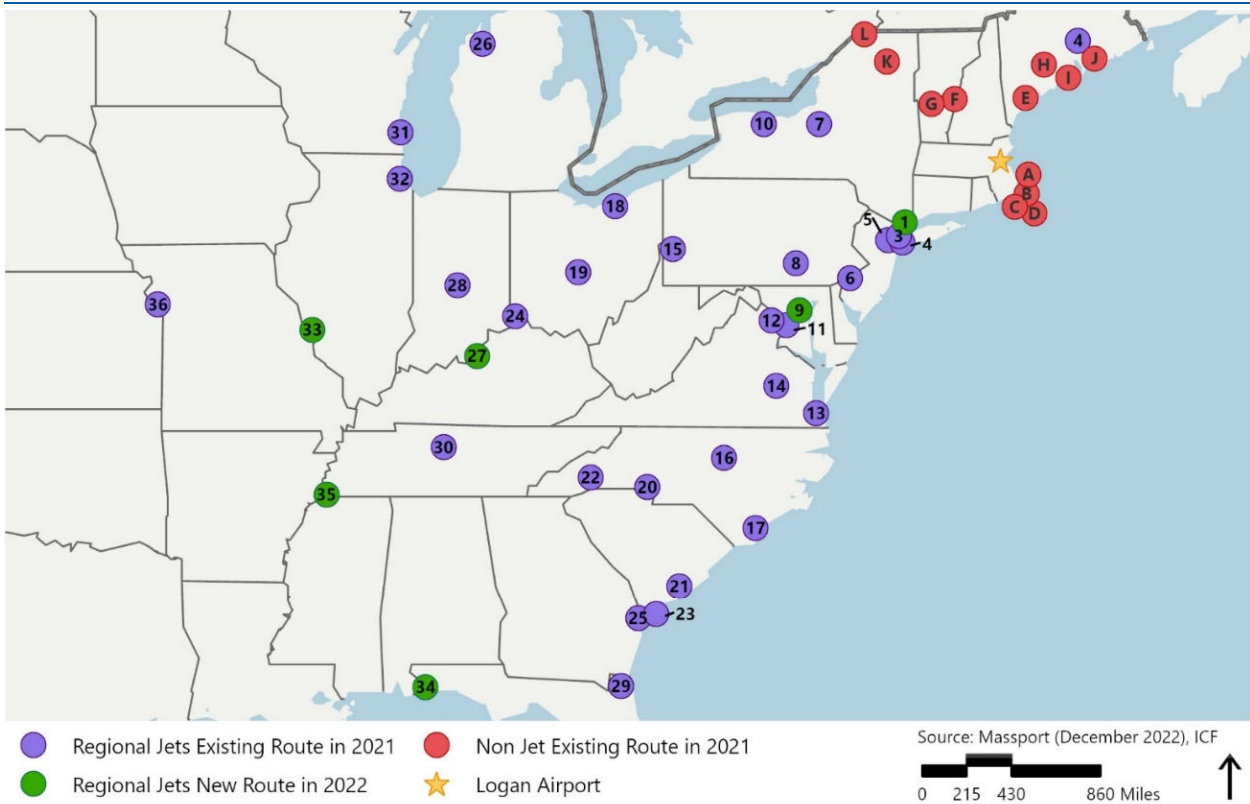 26
L
4
K
H
J
I
G
F
E
10
7
31
32
A
B
C
D
18
1
5
3
4
15
8
6
19
28
36
24
9
12
11
33
27
14
13
30
16
22
20
35
17
21
25
23
34
29
Regional Jets Existing Route in 2021
Non Jet Existing Route in 2021
Regional Jets New Route in 2022
Logan Airport
Source: Massport (December 2022), ICF
0 215 430 860 Miles